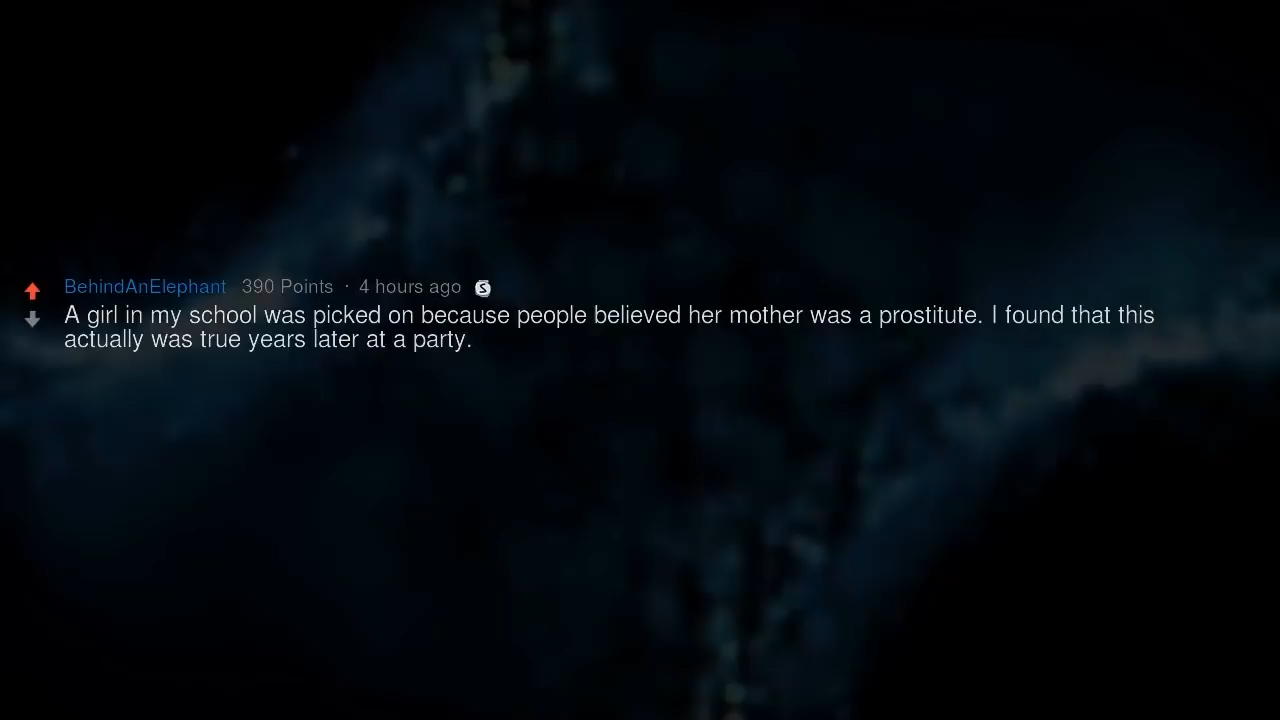 BehindAnElephant 390 Points · 4 hours ago S
A girl in my school was picked on because people believed her mother was a prostitute. I found that this
actually was true years later at a party.